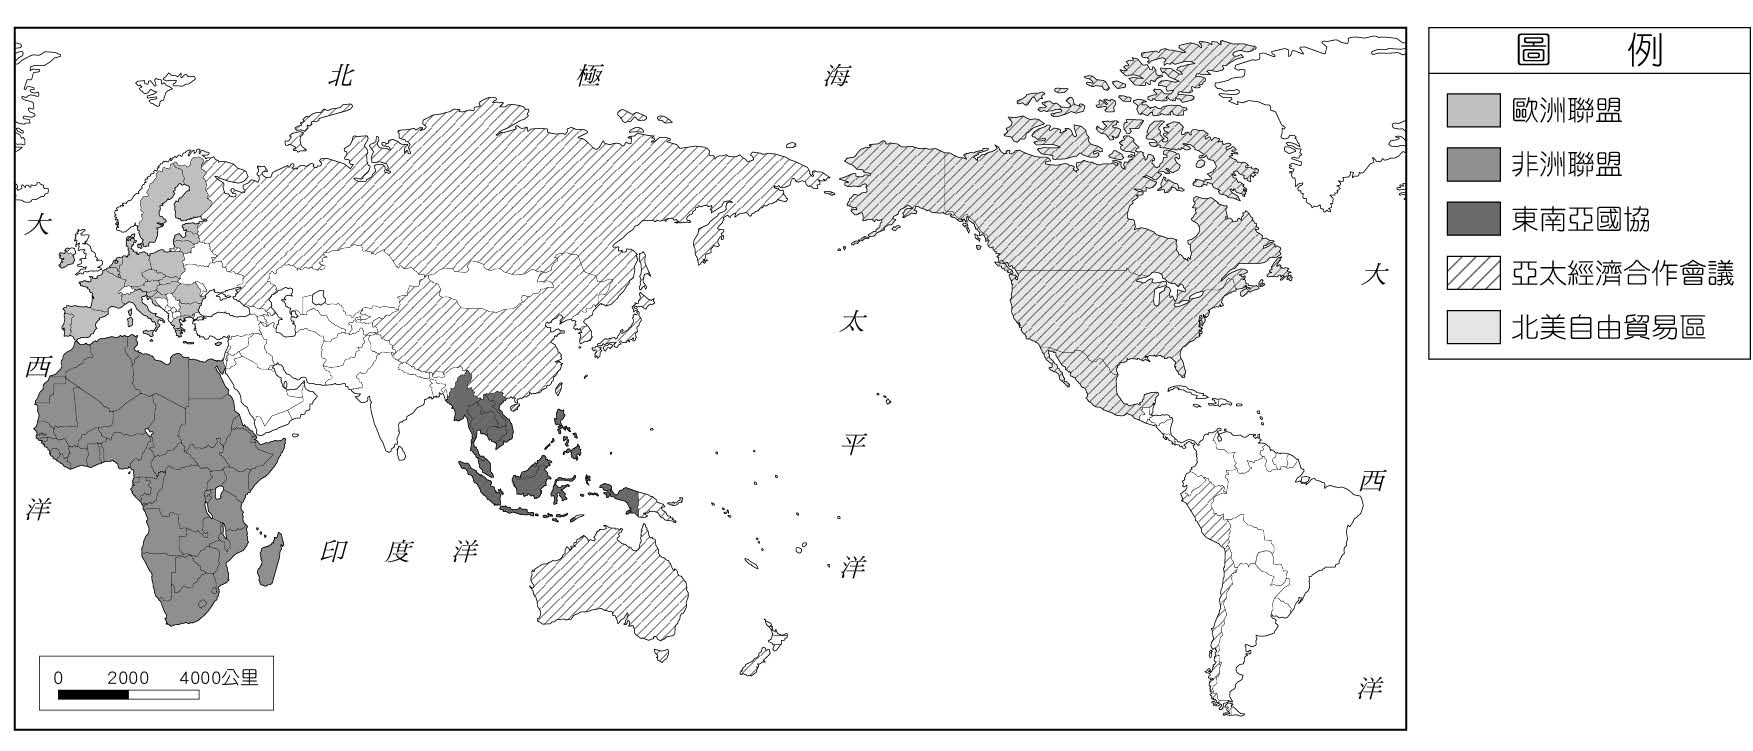 北極海
大西洋
印度洋
太平洋
大西洋
0 2000 4000公里
圖例
歐洲聯盟
非洲聯盟
東南亞國協
亞太經濟合作會議
北美自由貿易區